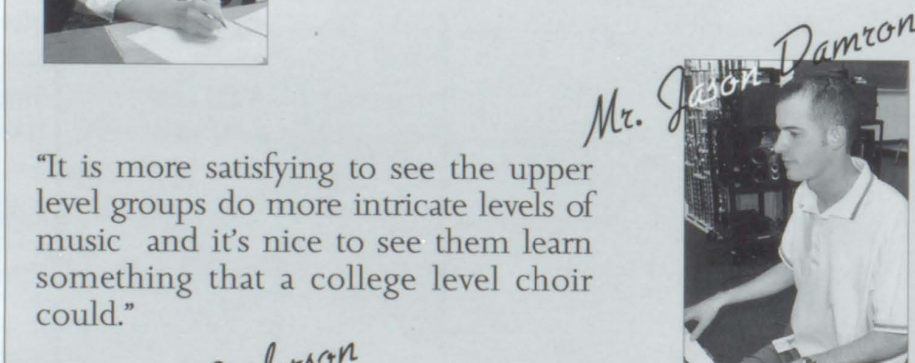 Mr. Jason Damron
"It is more satisfying to see the upper
level groups do more intricate levels of
music and it's nice to see them learn
something that a college level choir
could."